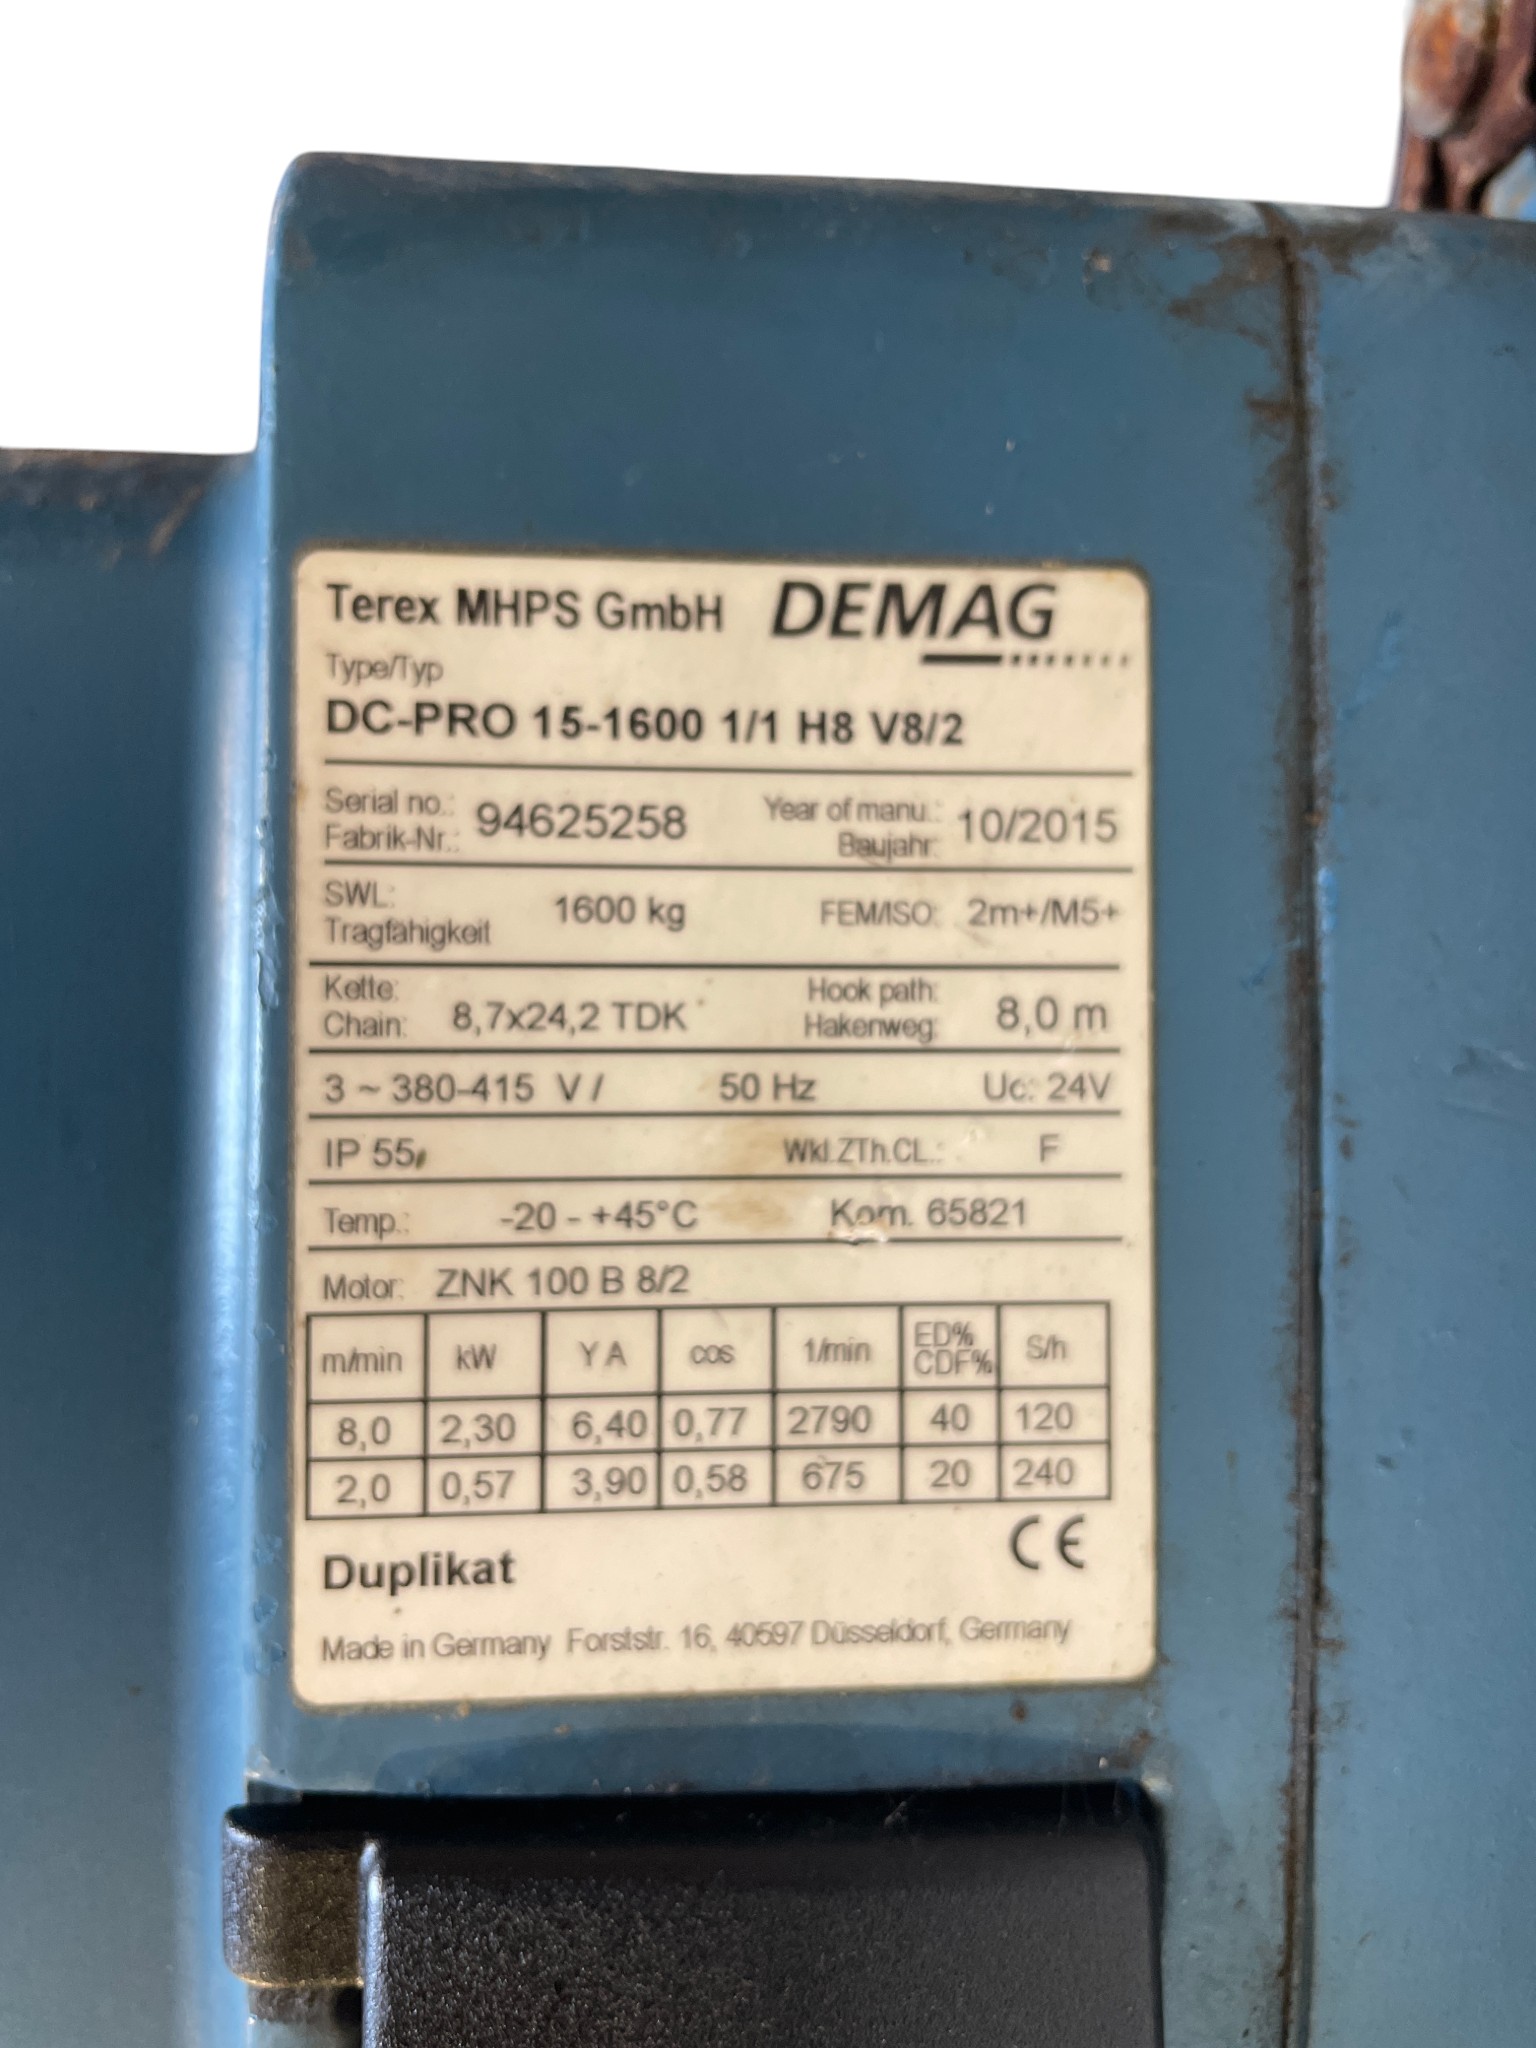 Terex MHPS GmbH DEMAG
Type/Typ
DC-PRO 15-1600 1/1 H8 V8/2
Serial no.: 94625258 Year of manu.: 10/2015
Fabrik-Nr.: Baujahr:
SWL: 1600 kg FEM/ISO: 2m+/M5+
Tragfähigkeit
Kette: 8,7x24,2 TDK Hook path: 8,0 m
Chain: Hakenweg:
3 ~ 380-415 V / 50 Hz Uc: 24V
IP 55 Wkl.ZTh.CL.: F
Temp.: -20 - +45°C Kom. 65821
Motor: ZNK 100 B 8/2
m/min kW Y A cos 1/min ED% CDF% S/h
8,0 2,30 6,40 0,77 2790 40 120
2,0 0,57 3,90 0,58 675 20 240
CE
Duplikat
Made in Germany Forststr. 16, 40597 Düsseldorf, Germany